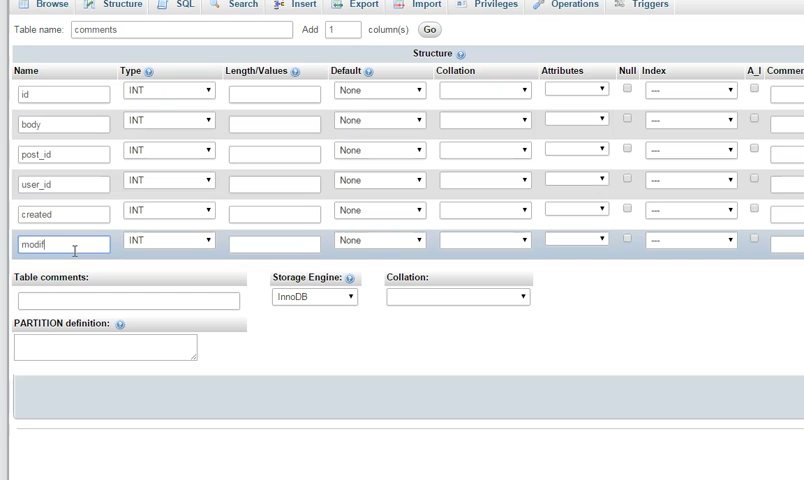 Browse Structure SQL Search Insert Export Import Privileges Operations Triggers
Table name: comments Add 1 column(s) Go
Structure
Name Type Length/Values Default Collation Attributes Null Index A_I Commen
id INT None ---
body INT None ---
post_id INT None ---
user_id INT None ---
created INT None ---
modif INT None ---
Table comments: Storage Engine: Collation:
InnoDB
PARTITION definition: